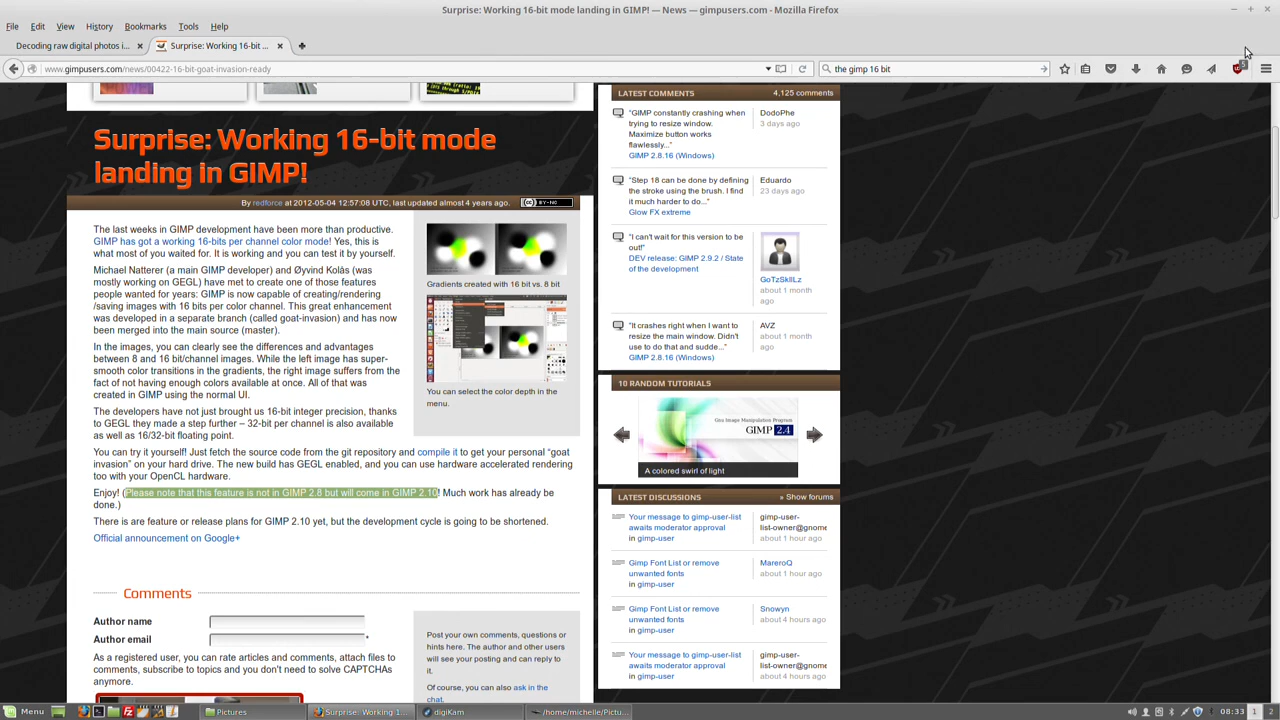 Surprise: Working 16-bit mode landing in GIMP! — News — gimpusers.com - Mozilla Firefox
File Edit View History Bookmarks Tools Help
Decoding raw digital photos i...
Surprise: Working 16-bit ...
www.gimpusers.com/news/00422-16-bit-goat-invasion-ready
the gimp 16 bit
Surprise: Working 16-bit mode
landing in GIMP!
By redforce at 2012-05-04 12:57:08 UTC, last updated almost 4 years ago.
The last weeks in GIMP development have been more than productive.
GIMP has got a working 16-bits per channel color mode! Yes, this is
what most of you waited for. It is working and you can test it by yourself.
Michael Natterer (a main GIMP developer) and Øyvind Kolås (was
mostly working on GEGL) have met to create one of those features
people wanted for years: GIMP is now capable of creating/rendering
/saving images with 16 bits per color channel. This great enhancement
was developed in a separate branch (called goat-invasion) and has now
been merged into the main source (master).
In the images, you can clearly see the differences and advantages
between 8 and 16 bit/channel images. While the left image has super-
smooth color transitions in the gradients, the right image suffers from the
fact of not having enough colors available at once. All of that was
created in GIMP using the normal UI.
The developers have not just brought us 16-bit integer precision, thanks
to GEGL they made a step further – 32-bit per channel is also available
as well as 16/32-bit floating point.
Gradients created with 16 bit vs. 8 bit
You can select the color depth in the
menu.
You can try it yourself! Just fetch the source code from the git repository and compile it to get your personal “goat
invasion” on your hard drive. The new build has GEGL enabled, and you can use hardware accelerated rendering
too with your OpenCL hardware.
Enjoy! (Please note that this feature is not in GIMP 2.8 but will come in GIMP 2.10! Much work has already be
done.)
There is are feature or release plans for GIMP 2.10 yet, but the development cycle is going to be shortened.
Official announcement on Google+
Comments
Author name
Author email
*
As a registered user, you can rate articles and comments, attach files to
comments, subscribe to topics and you don't need to solve CAPTCHAs
anymore.
Post your own comments, questions or
hints here. The author and other users
will see your posting and can reply to
it.
Of course, you can also ask in the
chat.
LATEST COMMENTS 4,125 comments
"GIMP constantly crashing when
trying to resize window.
Maximize button works
flawlessly..."
GIMP 2.8.16 (Windows)
DodoPhe
3 days ago
"Step 18 can be done by defining
the stroke using the brush. I find
it much harder to do..."
Glow FX extreme
Eduardo
23 days ago
"I can't wait for this version to be
out!"
DEV release: GIMP 2.9.2 / State
of the development
GoTzSkiLLz
about 1 month
ago
"It crashes right when I want to
resize the main window. Didn't
use to do that and sudde..."
GIMP 2.8.16 (Windows)
AVZ
about 1 month
ago
10 RANDOM TUTORIALS
Gnu Image Manipulation Program
GIMP 2.4
A colored swirl of light
LATEST DISCUSSIONS » Show forums
Your message to gimp-user-list
awaits moderator approval
in gimp-user
gimp-user-
list-owner@gnome
about 1 hour ago
Gimp Font List or remove
unwanted fonts
in gimp-user
MareroQ
about 1 hour ago
Gimp Font List or remove
unwanted fonts
in gimp-user
Snowyn
about 4 hours ago
Your message to gimp-user-list
awaits moderator approval
in gimp-user
gimp-user-
list-owner@gnome
about 4 hours ago
Menu
Pictures
Surprise: Working 1...
digiKam
/home/michelle/Pictu...
08:33
1
2